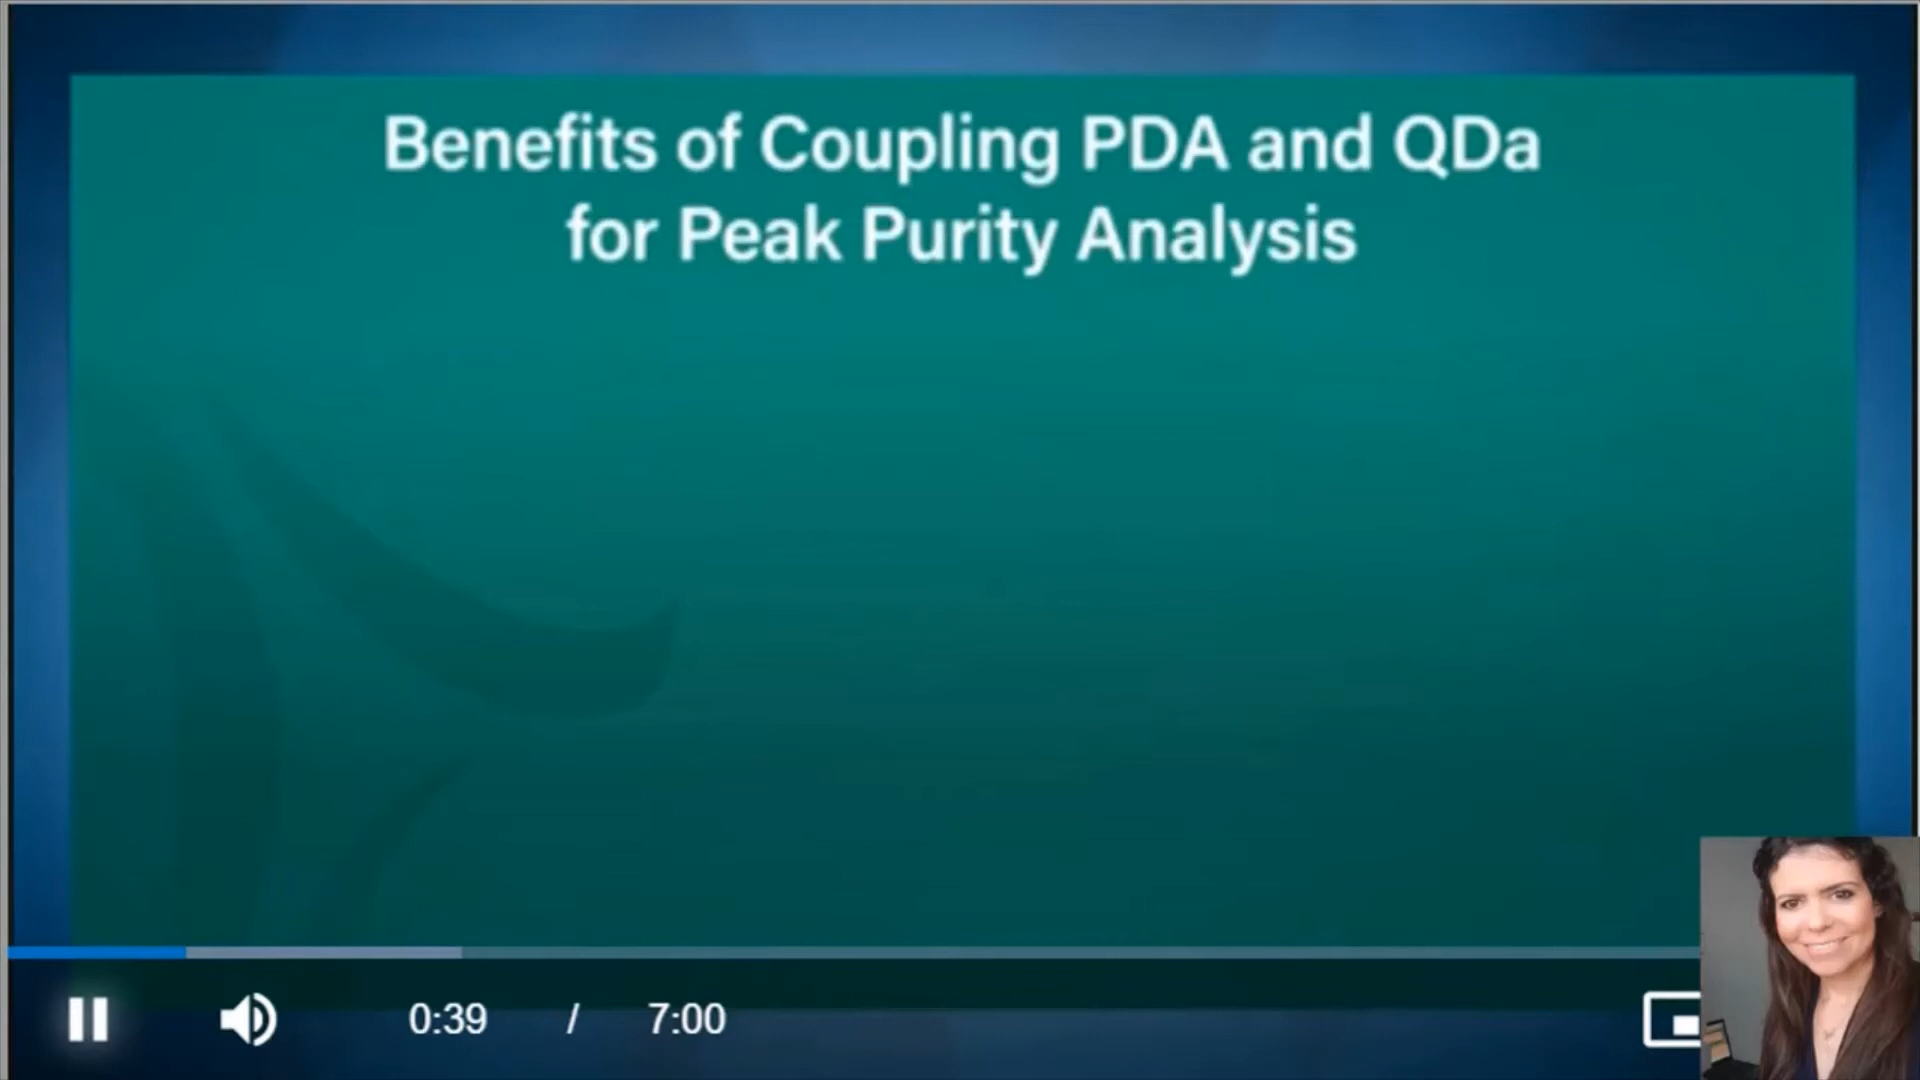 Benefits of Coupling PDA and QDa
for Peak Purity Analysis
0:39 / 7:00